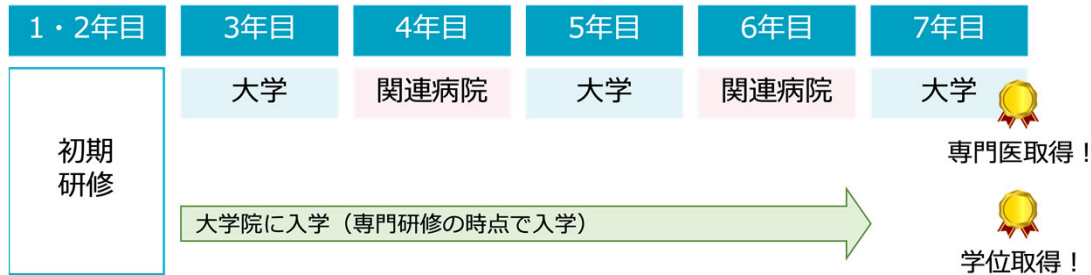 1・2年目 3年目 4年目 5年目 6年目 7年目
大学 関連病院 大学 関連病院 大学
初期
研修
専門医取得！
大学院に入学（専門研修の時点で入学）
学位取得！